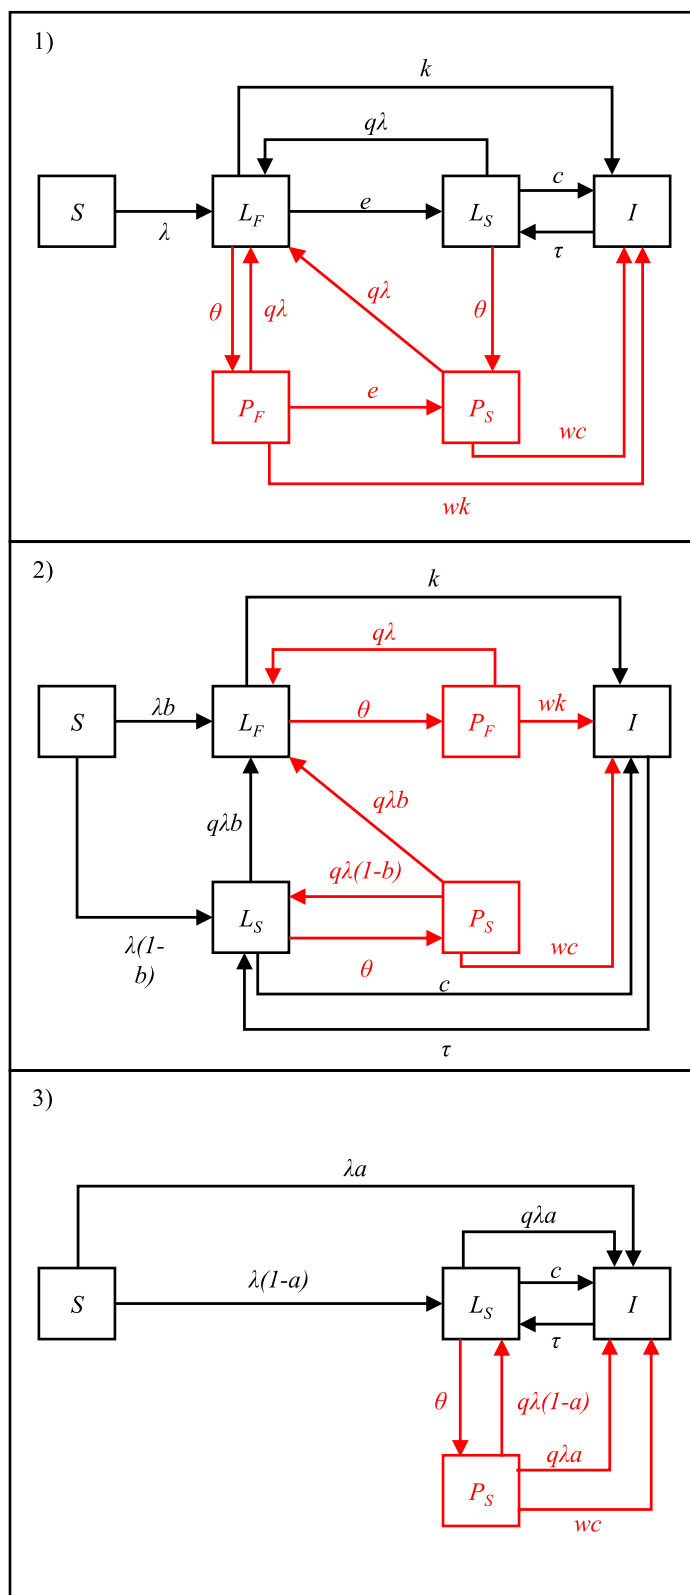 1)
k
qλ
S
λ
L_F
e
L_S
c
τ
I
θ
qλ
qλ
θ
P_F
e
P_S
wc
wk
2)
k
qλ
S
λb
L_F
θ
P_F
wk
I
qλb
qλb
qλ(1-b)
L_S
P_S
λ(1-
b)
θ
c
wc
τ
3)
λa
qλa
S
λ(1-a)
L_S
c
τ
I
θ
qλ(1-a)
qλa
P_S
wc